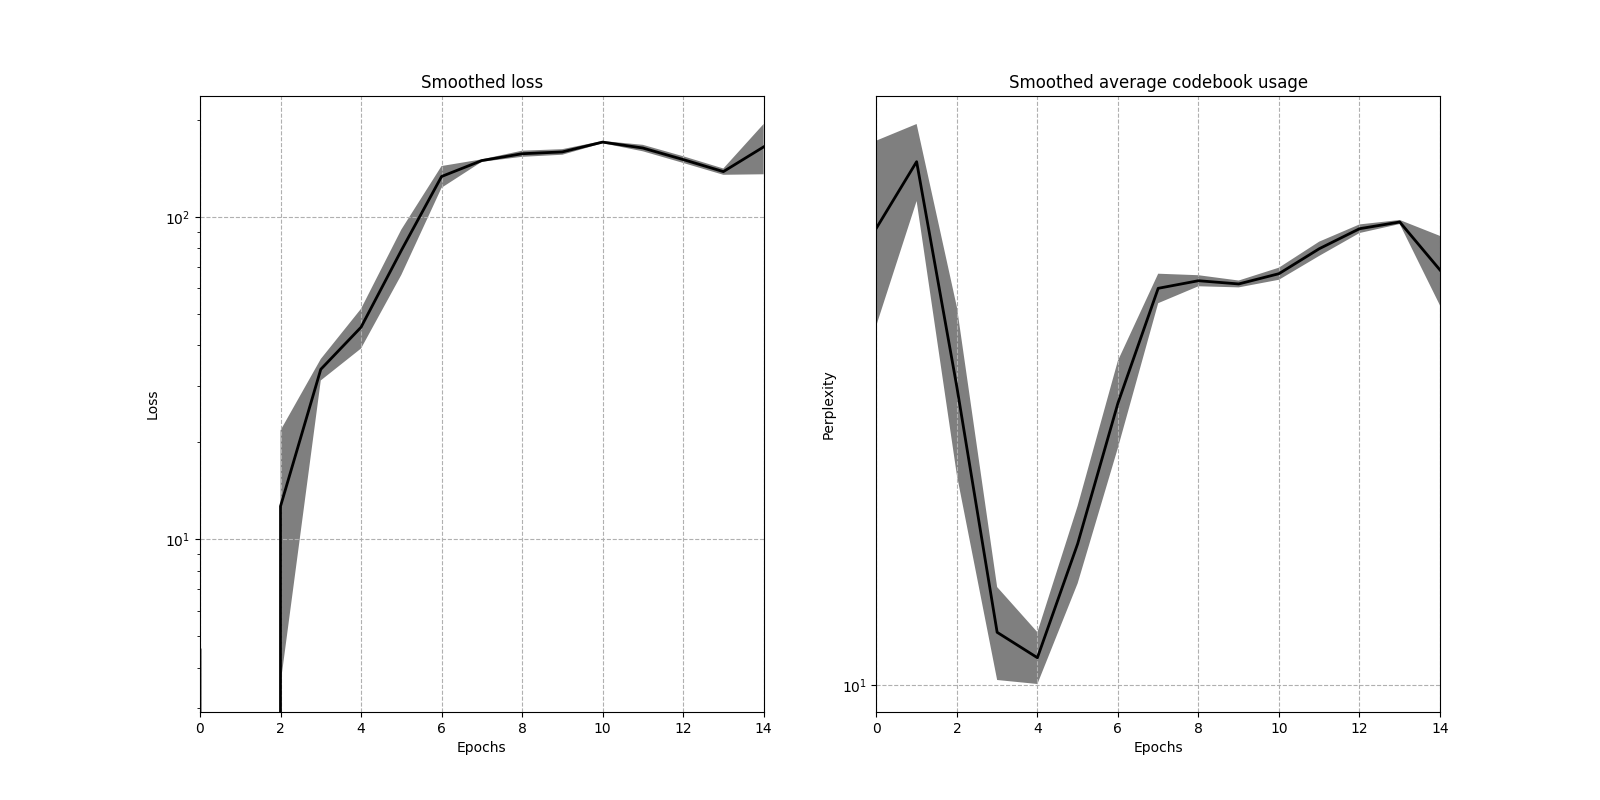 Smoothed loss
Loss
10²
10¹
0 2 4 6 8 10 12 14
Epochs
Smoothed average codebook usage
Perplexity
10¹
0 2 4 6 8 10 12 14
Epochs